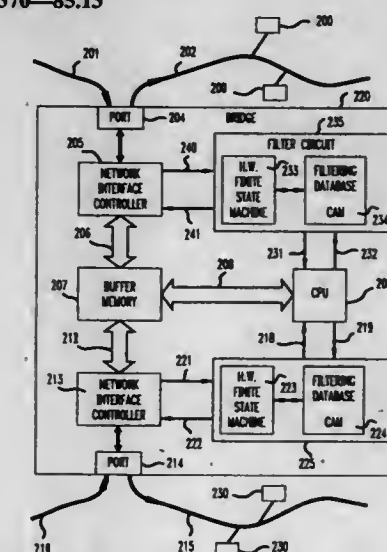 370—85.13
200
201
202
200
220
PORT
204
BRIDGE
235
205
240
FILTER CIRCUIT
NETWORK
INTERFACE
CONTROLLER
H.W.
FINITE
STATE
MACHINE
233
FILTERING
DATABASE
CAM
234
241
206
231
232
208
207
BUFFER
MEMORY
CPU
212
218
219
213
NETWORK
INTERFACE
CONTROLLER
221
222
H.W.
FINITE
STATE
MACHINE
223
FILTERING
DATABASE
CAM
224
225
PORT
214
230
215
230